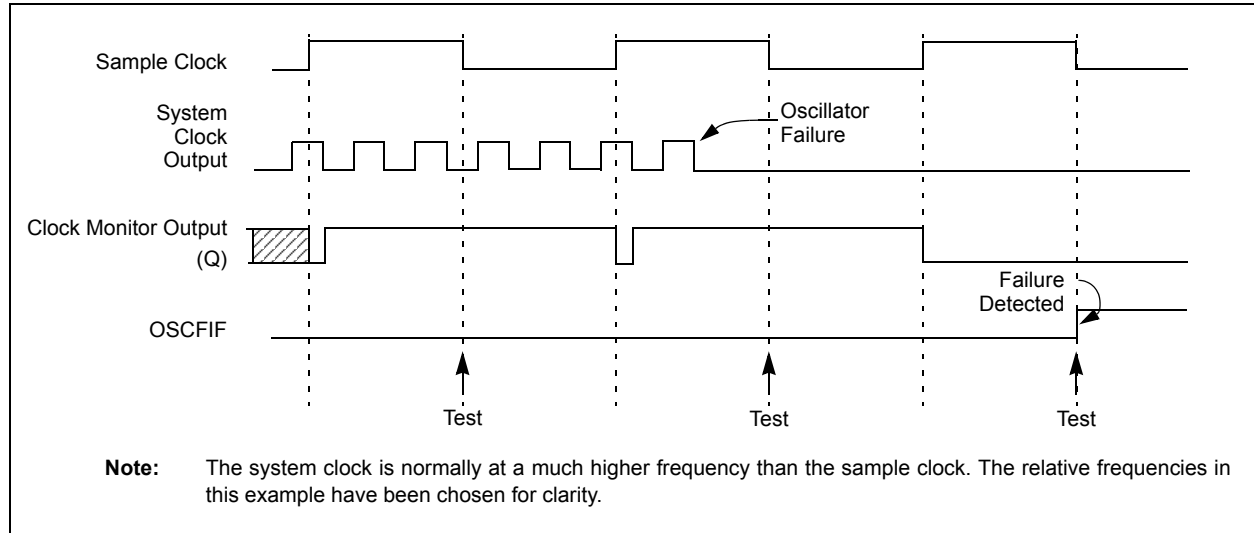 Sample Clock
System
Clock
Output
Oscillator
Failure
Clock Monitor Output
(Q)
Failure
Detected
OSCFIF
Test
Test
Test
Note: The system clock is normally at a much higher frequency than the sample clock. The relative frequencies in
this example have been chosen for clarity.